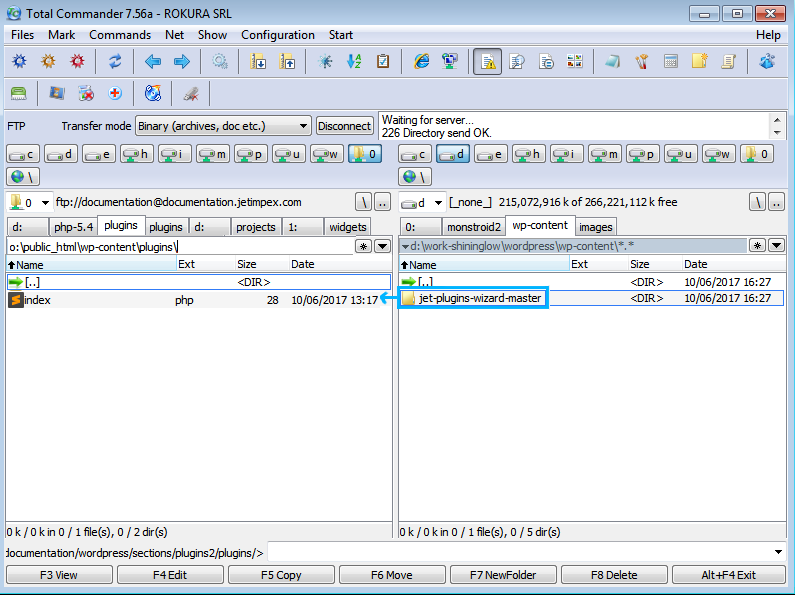 Total Commander 7.56a - ROKURA SRL
Files Mark Commands Net Show Configuration Start Help
FTP Transfer mode Binary (archives, doc etc.) Disconnect
Waiting for server...
226 Directory send OK.
c d e h i m p u w 0
\
c d e h i m p u w 0
\
0 ftp://documentation@documentation.jetimpex.com \ ..
d [_none_] 215,072,916 k of 266,221,112 k free \ ..
d: php-5.4 plugins plugins d: projects 1: widgets
0: monstroid2 wp-content images
o:\public_html\wp-content\plugins\ *
d:\work-shininglow\wordpress\wp-content\*.* *
Name Ext Size Date
[..] <DIR>
index php 28 10/06/2017 13:17
Name Ext Size Date
[..] <DIR> 10/06/2017 16:27
jet-plugins-wizard-master <DIR> 10/06/2017 16:27
0 k / 0 k in 0 / 1 file(s), 0 / 2 dir(s)
0 k / 0 k in 0 / 1 file(s), 0 / 5 dir(s)
documentation/wordpress/sections/plugins2/plugins/>
F3 View F4 Edit F5 Copy F6 Move F7 NewFolder F8 Delete Alt+F4 Exit